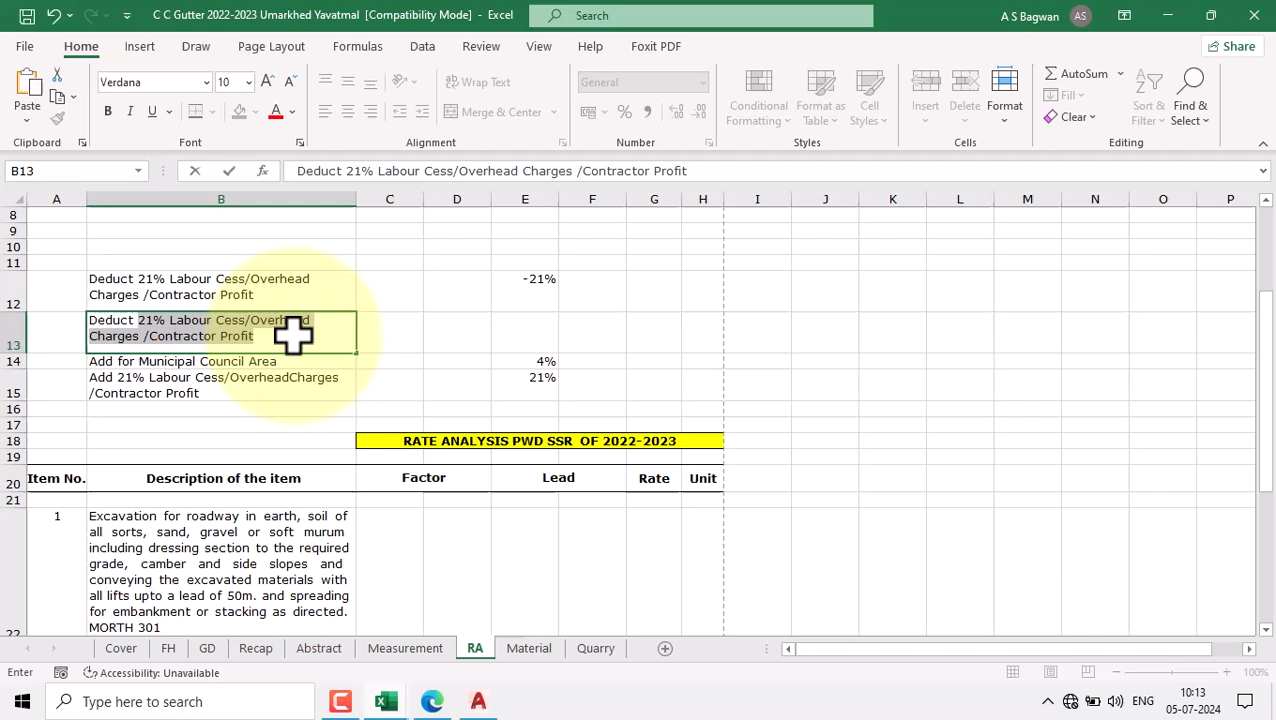 C C Gutter 2022-2023 Umarkhed Yavatmal [Compatibility Mode] - Excel
Search
A S Bagwan
AS
File
Home
Insert
Draw
Page Layout
Formulas
Data
Review
View
Help
Foxit PDF
Share
Paste
Verdana
10
Wrap Text
Merge & Center
General
Conditional
Formatting
Format as
Table
Cell
Styles
Insert
Delete
Format
AutoSum
Fill
Clear
Sort &
Filter
Find &
Select
Clipboard
Font
Alignment
Number
Styles
Cells
Editing
B13
Deduct 21% Labour Cess/Overhead Charges /Contractor Profit
A B C D E F G H I J K L M N O P
8
9
10
11
Deduct 21% Labour Cess/Overhead -21%
12 Charges /Contractor Profit
Deduct 21% Labour Cess/Overhead
13 Charges /Contractor Profit
14 Add for Municipal Council Area 4%
Add 21% Labour Cess/OverheadCharges 21%
15 /Contractor Profit
16
17
18 RATE ANALYSIS PWD SSR OF 2022-2023
19
20 Item No. Description of the item Factor Lead Rate Unit
21
1 Excavation for roadway in earth, soil of
all sorts, sand, gravel or soft murum
including dressing section to the required
grade, camber and side slopes and
conveying the excavated materials with
all lifts upto a lead of 50m. and spreading
for embankment or stacking as directed.
22 MORTH 301
Cover FH GD Recap Abstract Measurement RA Material Quarry
Enter
Accessibility: Unavailable
100%
Type here to search
ENG
10:13
05-07-2024